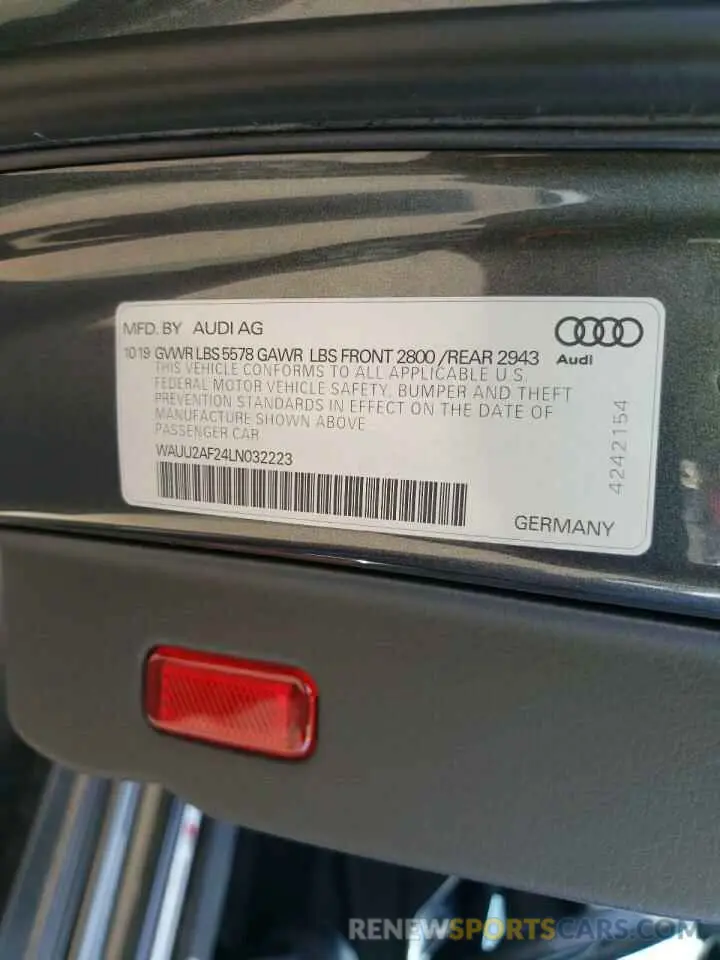 MFD. BY AUDI AG
10 19 GVWR LBS 5578 GAWR LBS FRONT 2800 /REAR 2943
Audi
THIS VEHICLE CONFORMS TO ALL APPLICABLE U.S.
FEDERAL MOTOR VEHICLE SAFETY, BUMPER AND THEFT
PREVENTION STANDARDS IN EFFECT ON THE DATE OF
MANUFACTURE SHOWN ABOVE
PASSENGER CAR
WAUU2AF24LN032223
4242154
GERMANY
RENEWSPORTSCARS.COM